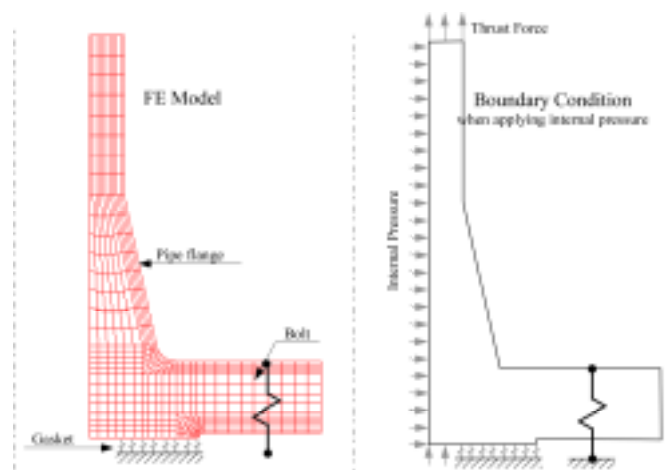 Thrust Force
FE Model
Boundary Condition
when applying internal pressure
Internal Pressure
Pipe flange
Bolt
Gasket